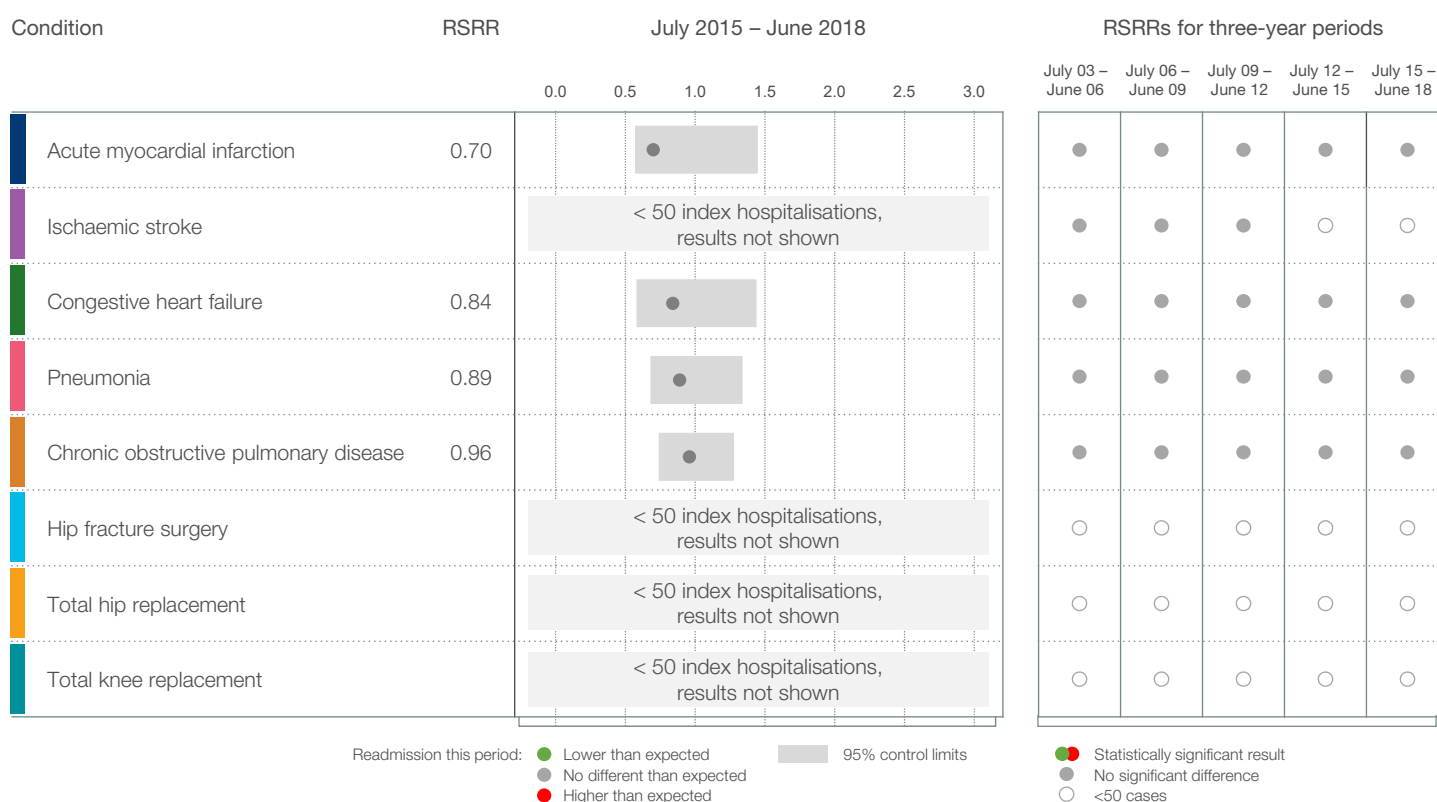 Condition
RSRR
July 2015 – June 2018
RSRRs for three-year periods
0.0 0.5 1.0 1.5 2.0 2.5 3.0
July 03 –
June 06
July 06 –
June 09
July 09 –
June 12
July 12 –
June 15
July 15 –
June 18
Acute myocardial infarction 0.70
Ischaemic stroke
< 50 index hospitalisations,
results not shown
Congestive heart failure 0.84
Pneumonia 0.89
Chronic obstructive pulmonary disease 0.96
Hip fracture surgery
< 50 index hospitalisations,
results not shown
Total hip replacement
< 50 index hospitalisations,
results not shown
Total knee replacement
< 50 index hospitalisations,
results not shown
Readmission this period:
Lower than expected
No different than expected
Higher than expected
95% control limits
Statistically significant result
No significant difference
<50 cases